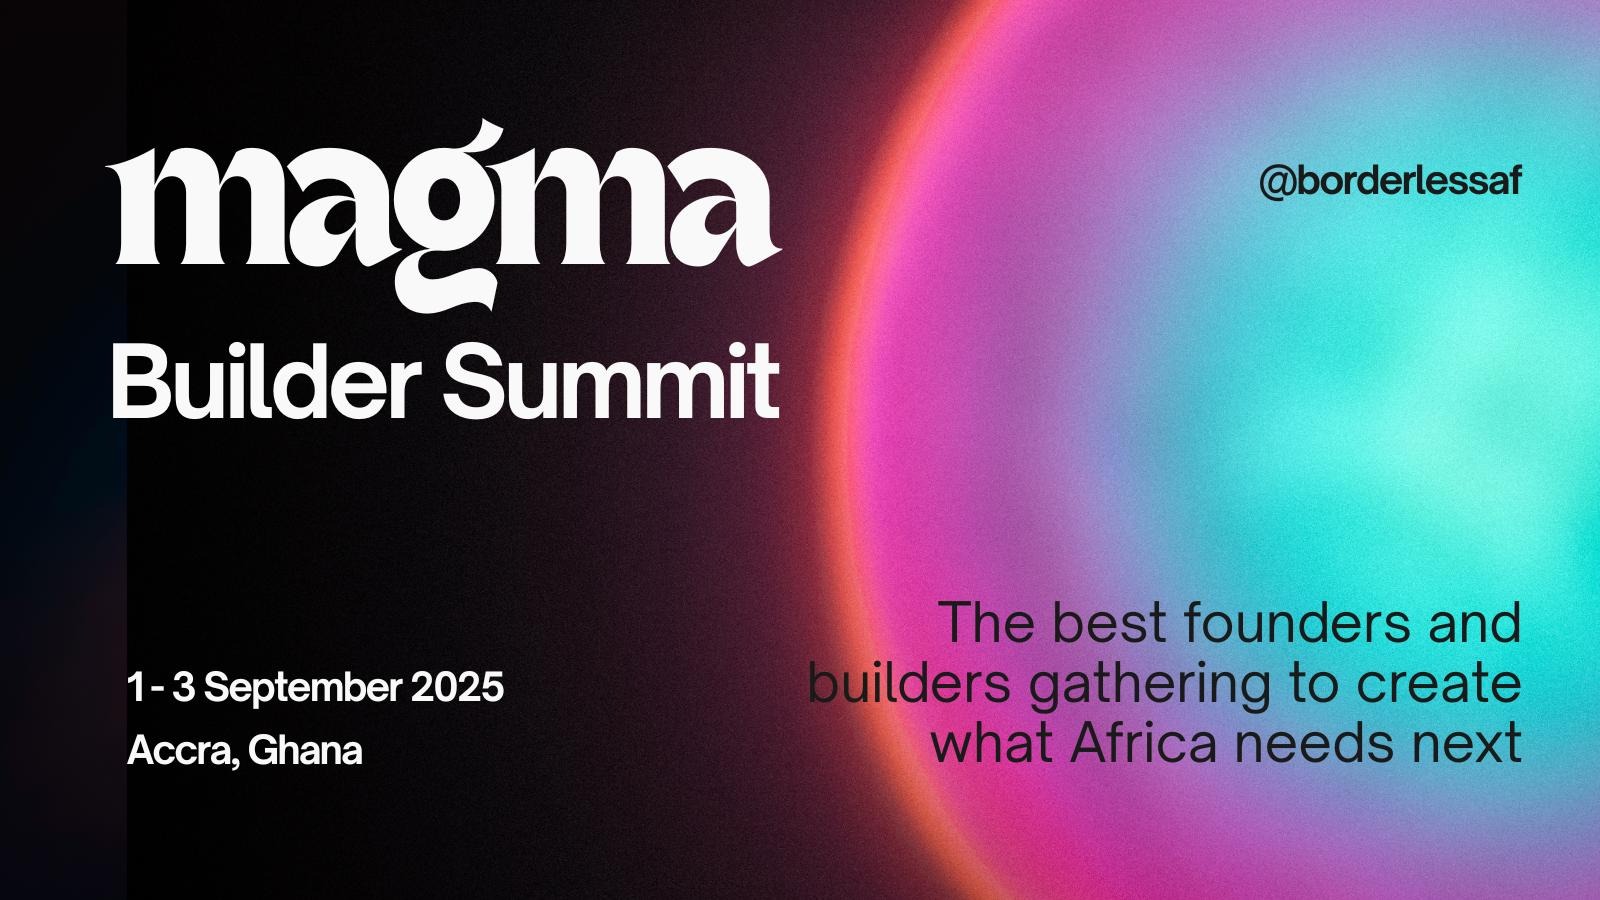 magma
Builder Summit
@borderlessaf
1 - 3 September 2025
Accra, Ghana
The best founders and
builders gathering to create
what Africa needs next